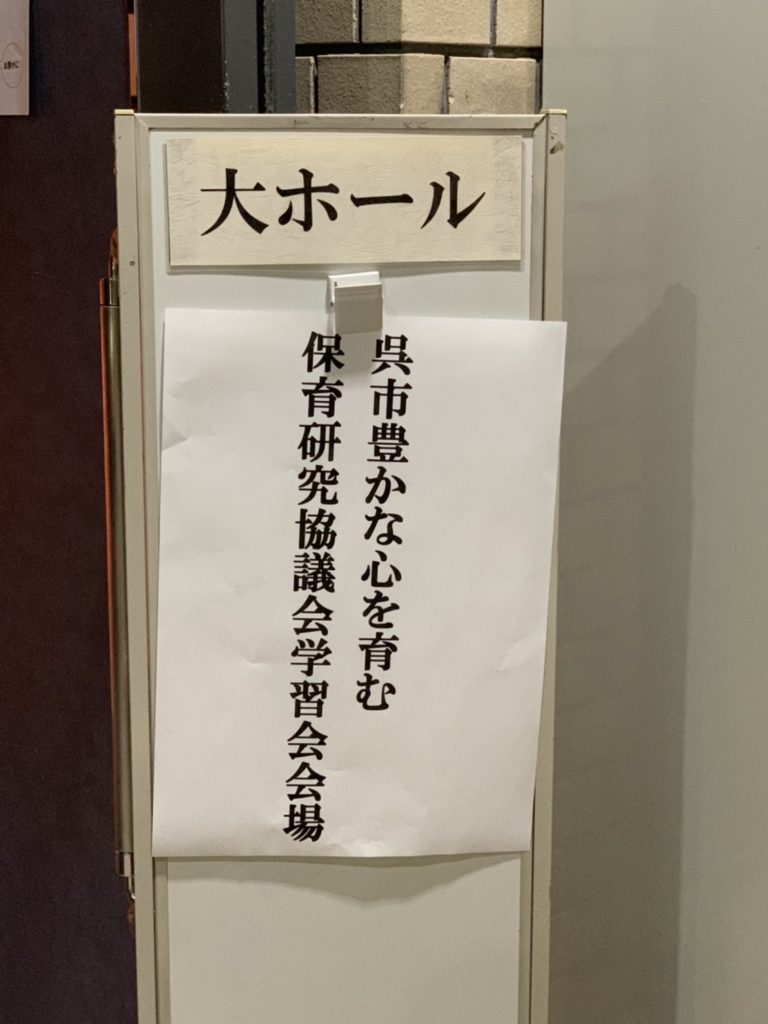 大ホール
呉市豊かな心を育む
保育研究協議会学習会会場